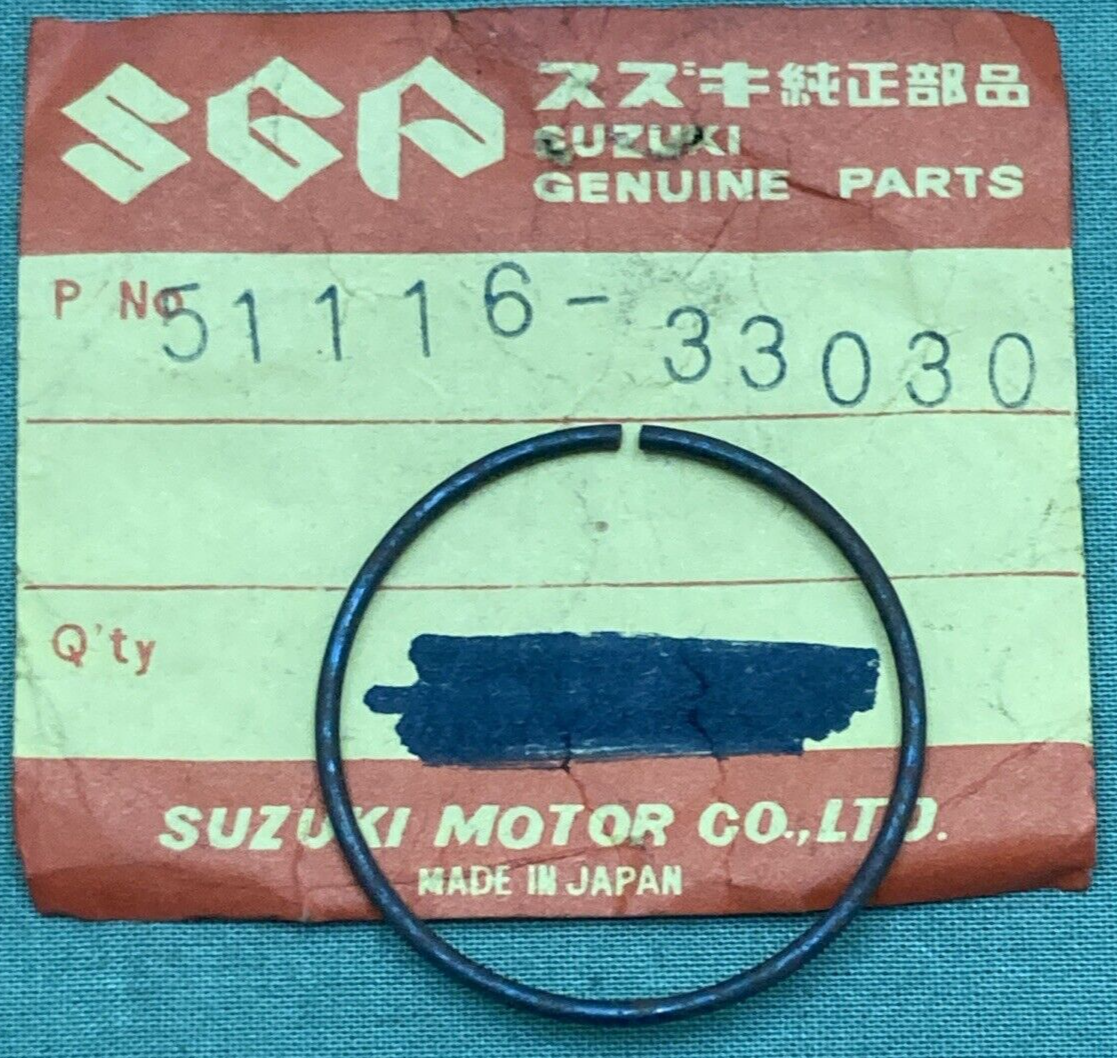 SGP
スズキ純正部品
SUZUKI
GENUINE PARTS
P No 51116-33030
Q'ty
SUZUKI MOTOR CO.,LTD.
MADE IN JAPAN